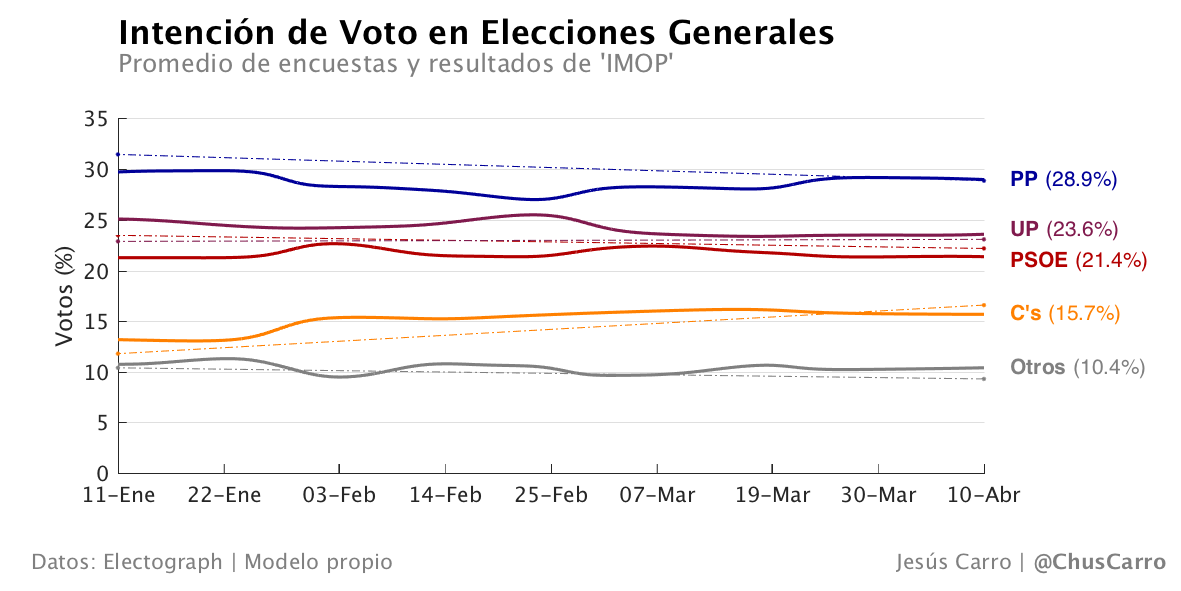 Intención de Voto en Elecciones Generales
Promedio de encuestas y resultados de 'IMOP'
Votos (%)
35
30
25
20
15
10
5
0
11-Ene 22-Ene 03-Feb 14-Feb 25-Feb 07-Mar 19-Mar 30-Mar 10-Abr
PP (28.9%)
UP (23.6%)
PSOE (21.4%)
C's (15.7%)
Otros (10.4%)
Datos: Electograph | Modelo propio
Jesús Carro | @ChusCarro